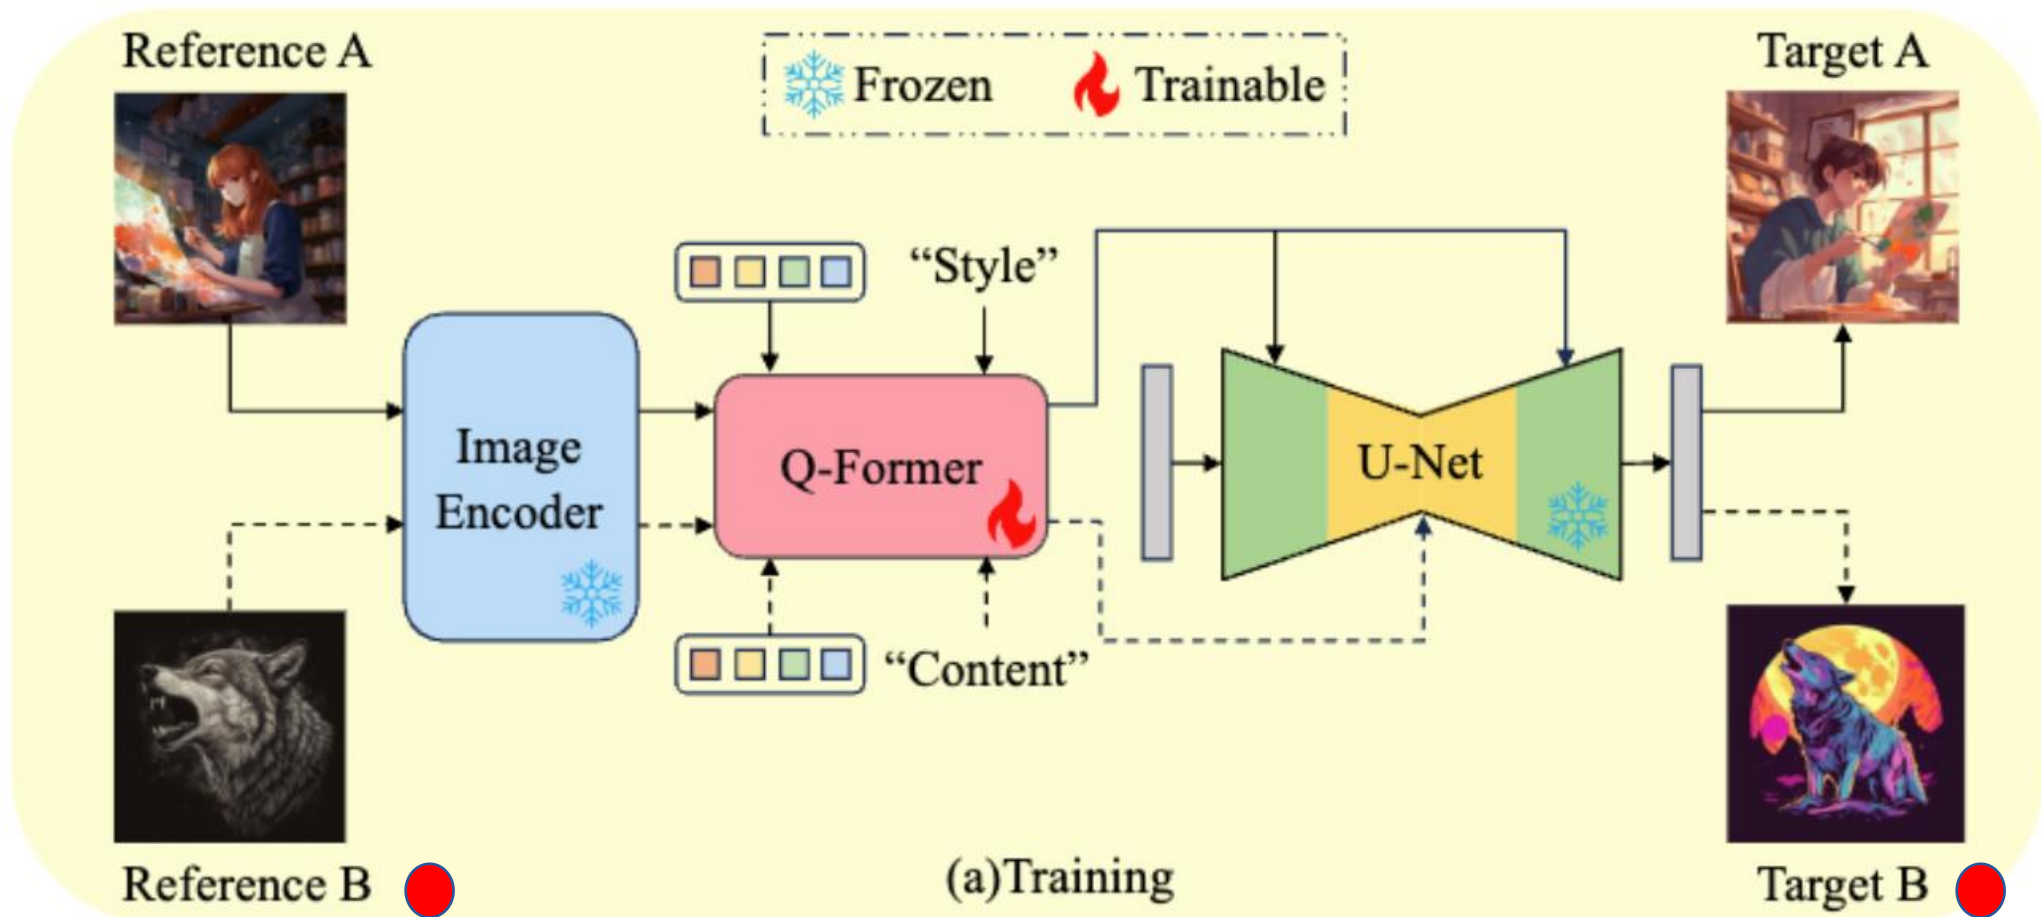 Reference A
Frozen
Trainable
Target A
“Style”
Image
Encoder
Q-Former
U-Net
“Content”
Reference B
(a)Training
Target B